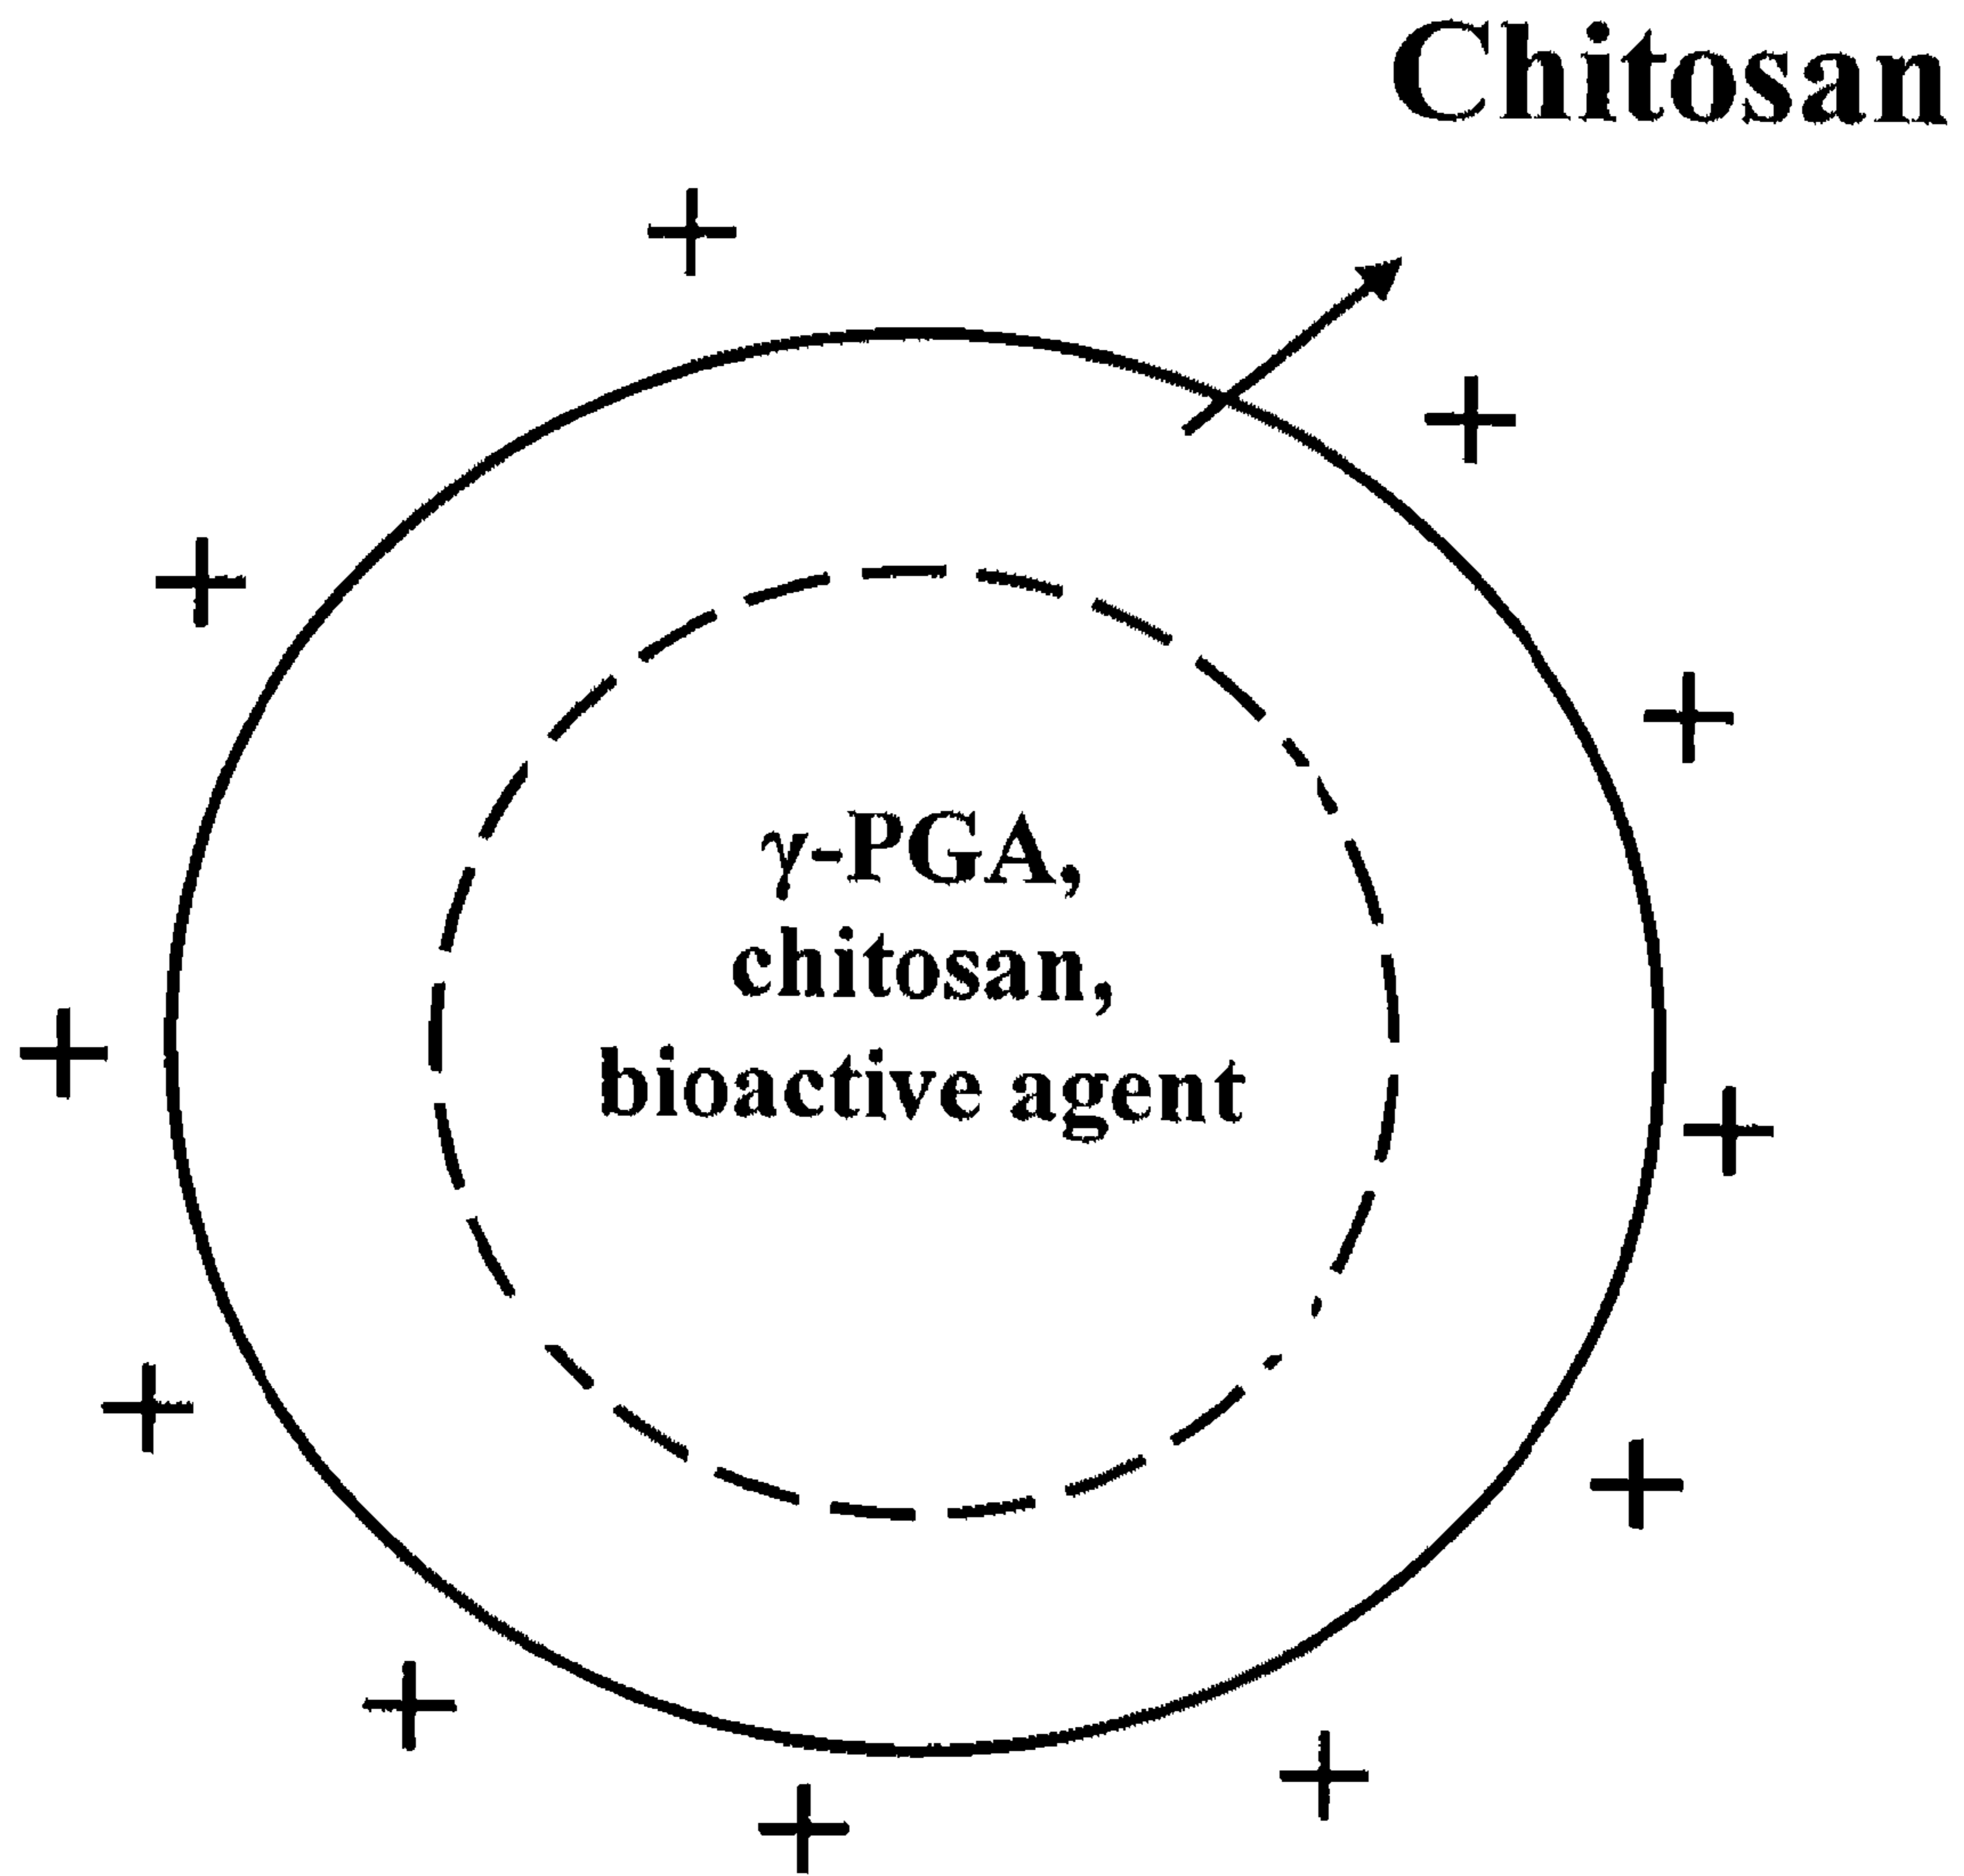 Chitosan
γ-PGA,
chitosan,
bioactive agent